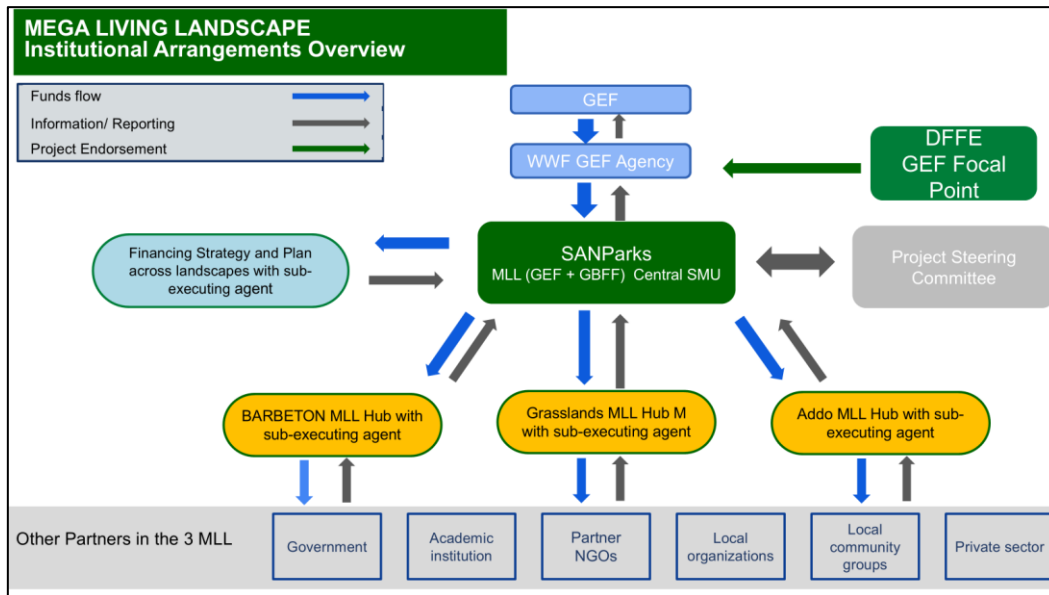 MEGA LIVING LANDSCAPE
Institutional Arrangements Overview
Funds flow
Information/ Reporting
Project Endorsement
GEF
WWF GEF Agency
DFFE
GEF Focal
Point
Financing Strategy and Plan
across landscapes with sub-
executing agent
SANParks
MLL (GEF + GBFF)  Central SMU
Project Steering
Committee
BARBETON MLL Hub with
sub-executing agent
Grasslands MLL Hub M
with sub-executing agent
Addo MLL Hub with sub-
executing agent
Other Partners in the 3 MLL
Government
Academic
institution
Partner
NGOs
Local
organizations
Local
community
groups
Private sector